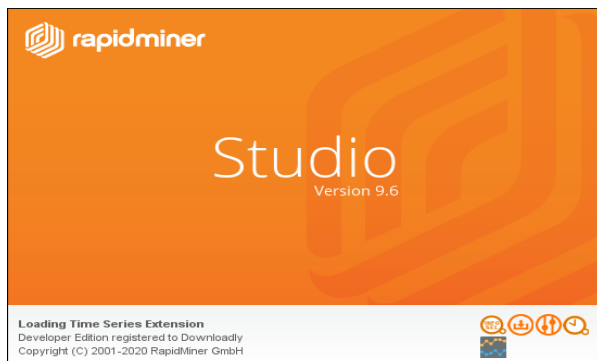 rapidminer
Studio
Version 9.6
Loading Time Series Extension
Developer Edition registered to Downloadly
Copyright (C) 2001-2020 RapidMiner GmbH